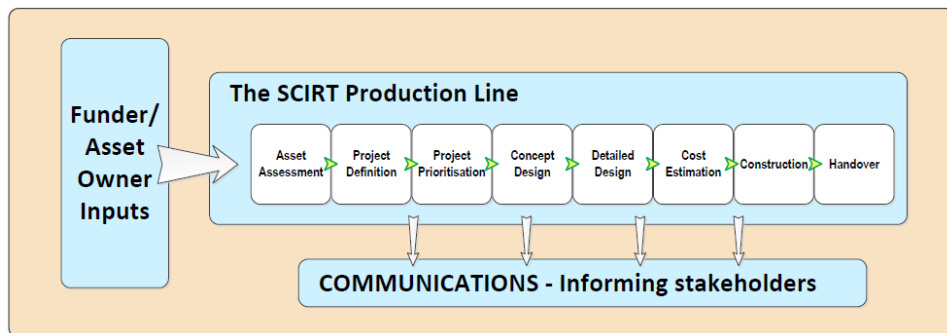 Funder/
Asset
Owner
Inputs
The SCIRT Production Line
Asset
Assessment
Project
Definition
Project
Prioritisation
Concept
Design
Detailed
Design
Cost
Estimation
Construction
Handover
COMMUNICATIONS - Informing stakeholders